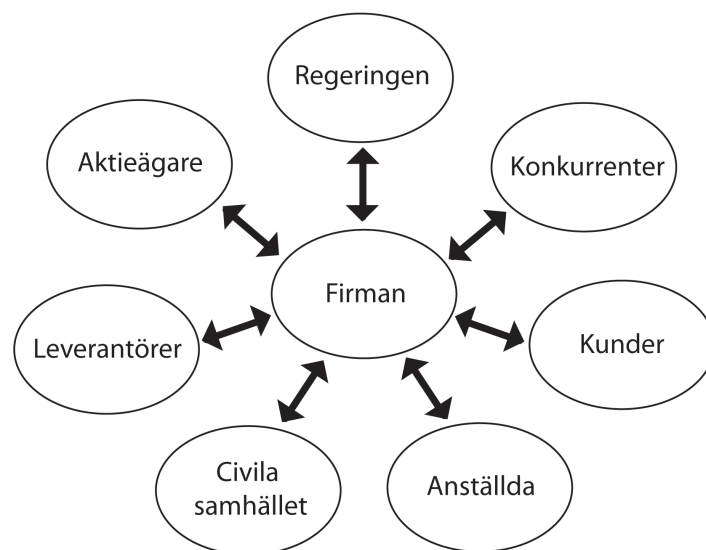 Regeringen
Aktieägare
Konkurrenter
Firman
Leverantörer
Kunder
Civila
samhället
Anställda